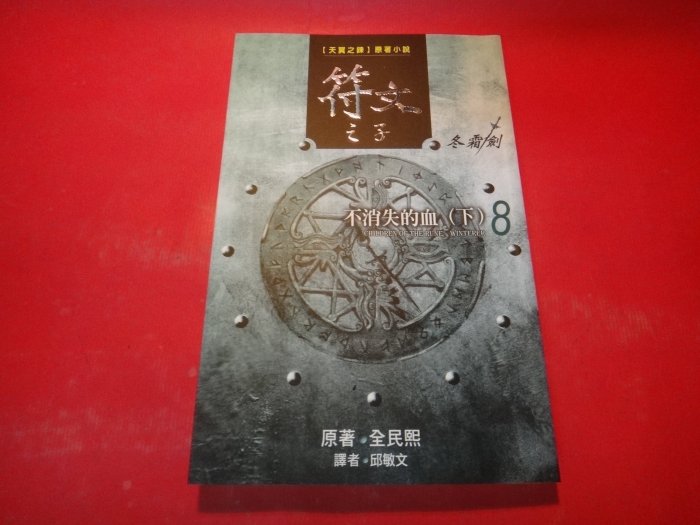 【天翼之鍊】原著小說
符文
之子
冬霜劍
不消失的血（下）8
CHILDREN OF THE RUNE - WINTERER
原著・全民熙
譯者・邱敏文